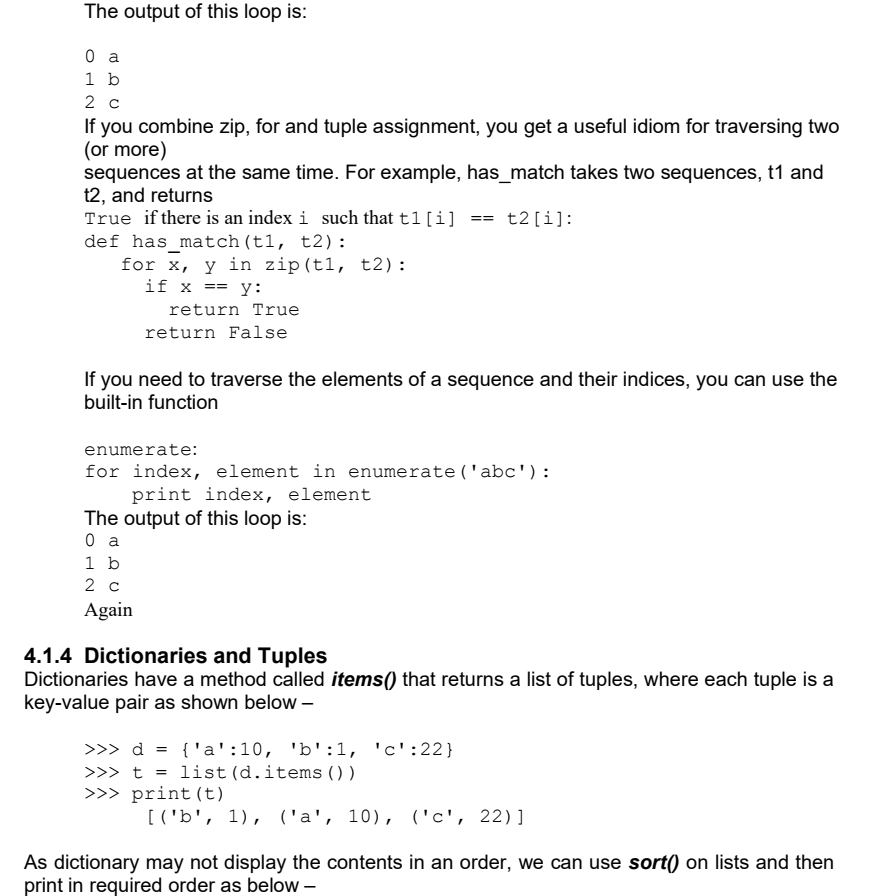 The output of this loop is:
0 a
1 b
2 c
If you combine zip, for and tuple assignment, you get a useful idiom for traversing two
(or more)
sequences at the same time. For example, has_match takes two sequences, t1 and
t2, and returns
True if there is an index i such that t1[i] == t2[i]:
def has_match(t1, t2):
for x, y in zip(t1, t2):
if x == y:
return True
return False
If you need to traverse the elements of a sequence and their indices, you can use the
built-in function
enumerate:
for index, element in enumerate('abc'):
print index, element
The output of this loop is:
0 a
1 b
2 c
Again
4.1.4 Dictionaries and Tuples
Dictionaries have a method called items() that returns a list of tuples, where each tuple is a
key-value pair as shown below –
>>> d = {'a':10, 'b':1, 'c':22}
>>> t = list(d.items())
>>> print(t)
[('b', 1), ('a', 10), ('c', 22)]
As dictionary may not display the contents in an order, we can use sort() on lists and then
print in required order as below –